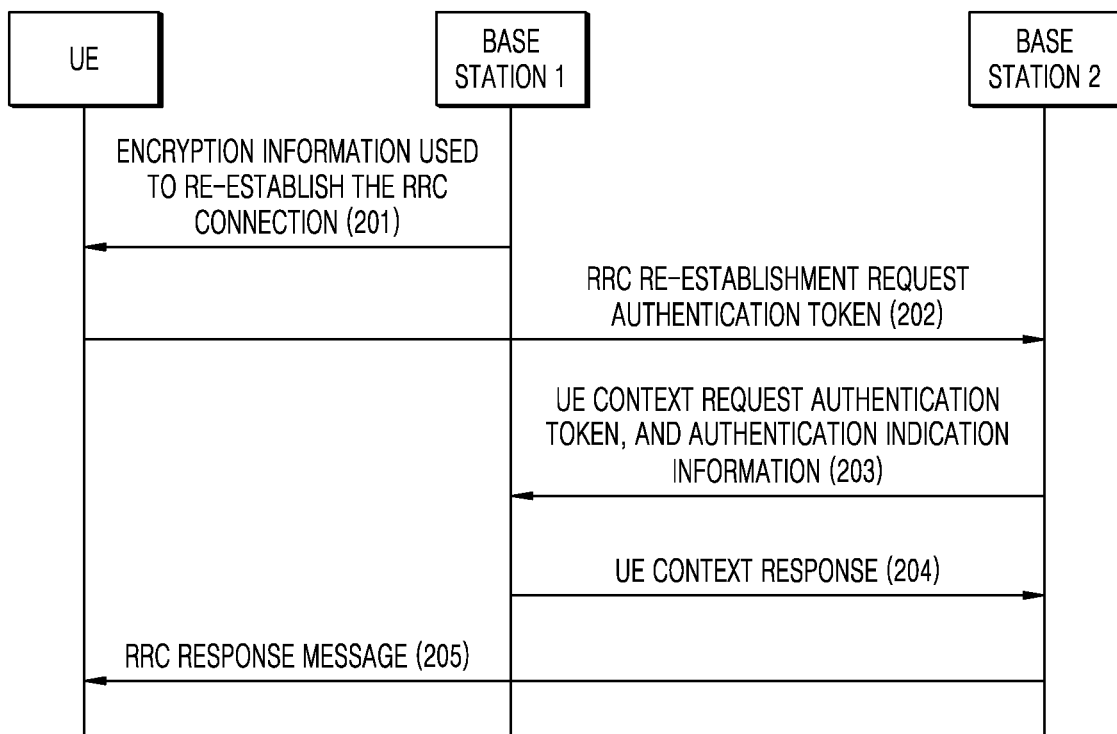 UE
BASE
STATION 1
BASE
STATION 2
ENCRYPTION INFORMATION USED
TO RE-ESTABLISH THE RRC
CONNECTION (201)
RRC RE-ESTABLISHMENT REQUEST
AUTHENTICATION TOKEN (202)
UE CONTEXT REQUEST AUTHENTICATION
TOKEN, AND AUTHENTICATION INDICATION
INFORMATION (203)
UE CONTEXT RESPONSE (204)
RRC RESPONSE MESSAGE (205)